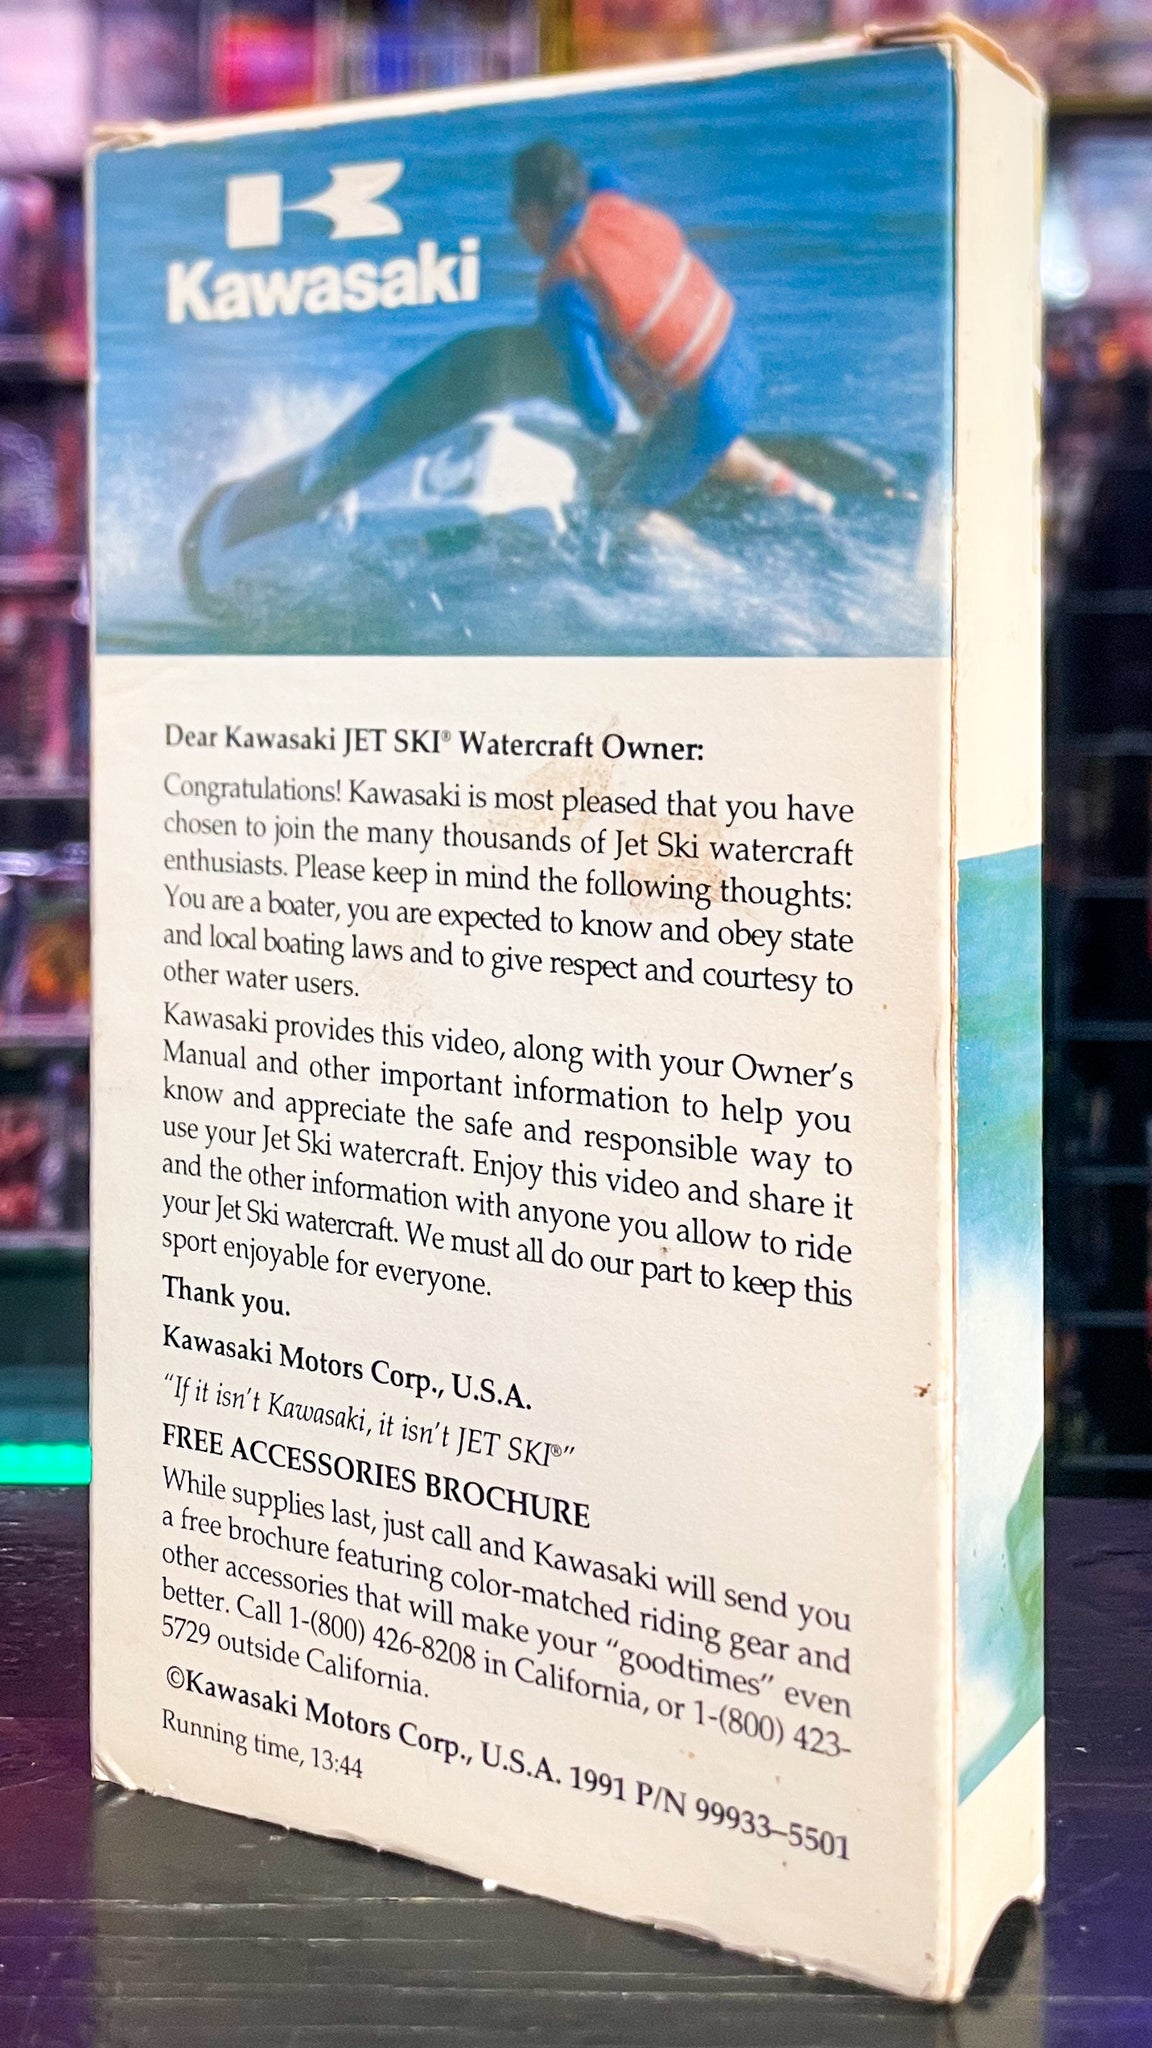 Kawasaki
Dear Kawasaki JET SKI® Watercraft Owner:
Congratulations! Kawasaki is most pleased that you have
chosen to join the many thousands of Jet Ski watercraft
enthusiasts. Please keep in mind the following thoughts:
You are a boater, you are expected to know and obey state
and local boating laws and to give respect and courtesy to
other water users.
Kawasaki provides this video, along with your Owner's
Manual and other important information to help you
know and appreciate the safe and responsible way to
use your Jet Ski watercraft. Enjoy this video and share it
and the other information with anyone you allow to ride
your Jet Ski watercraft. We must all do our part to keep this
sport enjoyable for everyone.
Thank you.
Kawasaki Motors Corp., U.S.A.
"If it isn't Kawasaki, it isn't JET SKI®"
FREE ACCESSORIES BROCHURE
While supplies last, just call and Kawasaki will send you
a free brochure featuring color-matched riding gear and
other accessories that will make your "goodtimes" even
better. Call 1-(800) 426-8208 in California, or 1-(800) 423-
5729 outside California.
©Kawasaki Motors Corp., U.S.A. 1991 P/N 99933–5501
Running time, 13:44